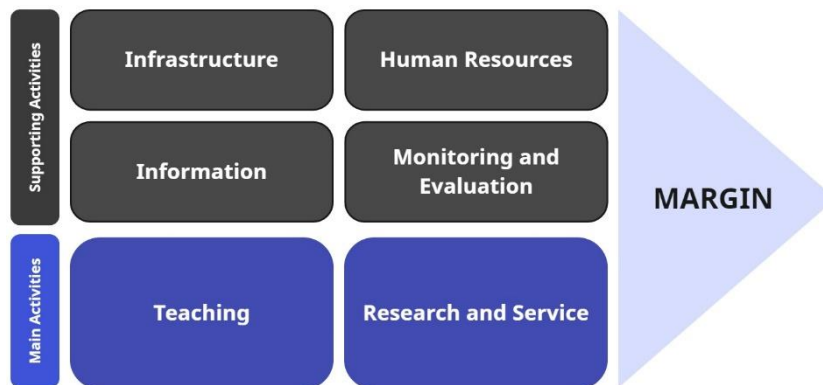 Supporting Activities
Infrastructure
Human Resources
Information
Monitoring and
Evaluation
MARGIN
Main Activities
Teaching
Research and Service